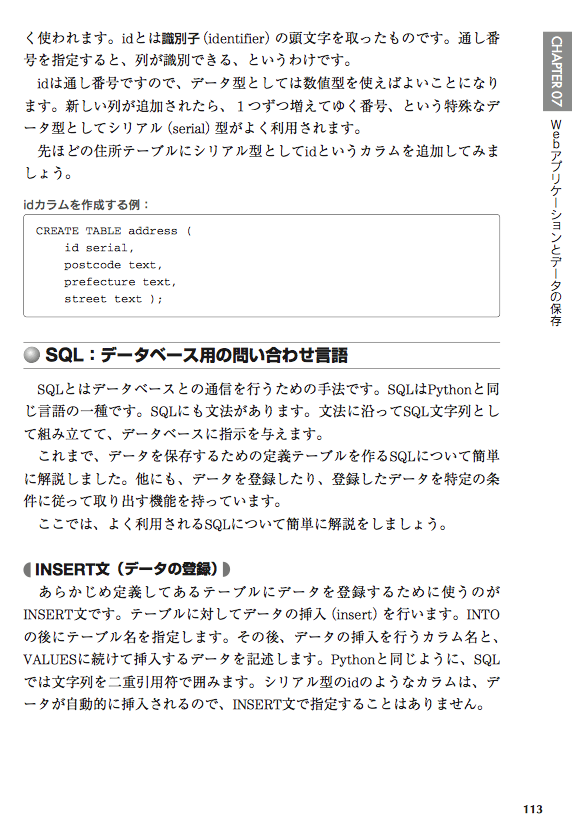 く使われます。idとは識別子(identifier)の頭文字を取ったものです。通し番
号を指定すると、列が識別できる、というわけです。
　idは通し番号ですので、データ型としては数値型を使えばよいことになり
ます。新しい列が追加されたら、１つずつ増えてゆく番号、という特殊なデ
ータ型としてシリアル(serial)型がよく利用されます。
　先ほどの住所テーブルにシリアル型としてidというカラムを追加してみま
しょう。
idカラムを作成する例：
CREATE TABLE address (
    id serial,
    postcode text,
    prefecture text,
    street text );
SQL：データベース用の問い合わせ言語
　SQLとはデータベースとの通信を行うための手法です。SQLはPythonと同
じ言語の一種です。SQLにも文法があります。文法に沿ってSQL文字列とし
て組み立てて、データベースに指示を与えます。
　これまで、データを保存するための定義テーブルを作るSQLについて簡単
に解説しました。他にも、データを登録したり、登録したデータを特定の条
件に従って取り出す機能を持っています。
　ここでは、よく利用されるSQLについて簡単に解説をしましょう。
INSERT文（データの登録）
　あらかじめ定義してあるテーブルにデータを登録するために使うのが
INSERT文です。テーブルに対してデータの挿入(insert)を行います。INTO
の後にテーブル名を指定します。その後、データの挿入を行うカラム名と、
VALUESに続けて挿入するデータを記述します。Pythonと同じように、SQL
では文字列を二重引用符で囲みます。シリアル型のidのようなカラムは、デ
ータが自動的に挿入されるので、INSERT文で指定することはありません。
CHAPTER 07
Webアプリケーションとデータの保存
113